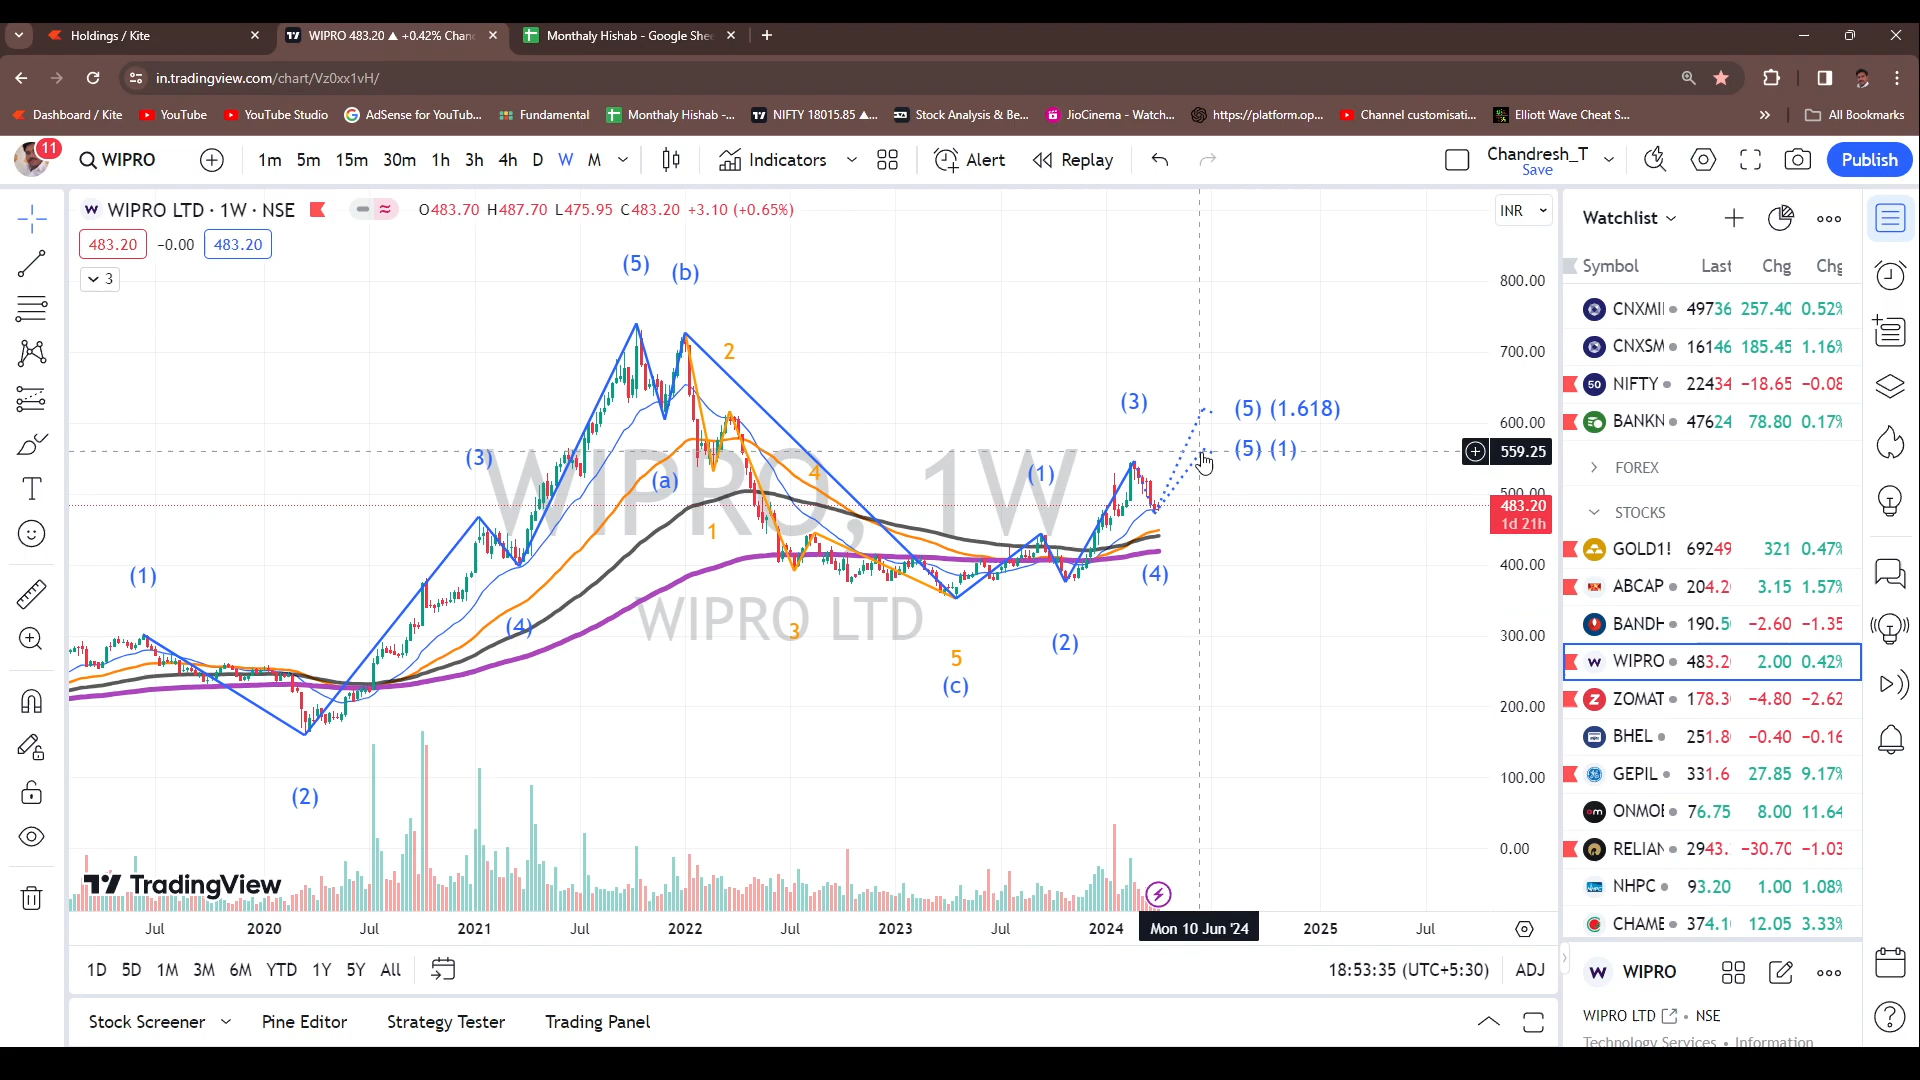 Holdings / Kite
WIPRO 483.20 ▲ +0.42% Chan
Monthaly Hishab - Google She
in.tradingview.com/chart/Vz0xx1vH/
Dashboard / Kite
YouTube
YouTube Studio
AdSense for YouTub...
Fundamental
Monthaly Hishab -...
NIFTY 18015.85 ▲...
Stock Analysis & Be...
JioCinema - Watch...
https://platform.op...
Channel customisati...
Elliott Wave Cheat S...
All Bookmarks
11
WIPRO
1m 5m 15m 30m 1h 3h 4h D W M
Indicators
Alert
Replay
Chandresh_T
Save
Publish
WIPRO LTD · 1W · NSE
O483.70 H487.70 L475.95 C483.20 +3.10 (+0.65%)
INR
483.20 -0.00 483.20
3
(5) (b)
800.00
2
700.00
(3)
(5) (1.618)
600.00
(3)
(5) (1)
559.25
4
(1)
(a)
500.00
WIPRO, 1W
483.20
1d 21h
1
400.00
(1)
(4)
WIPRO LTD
(4)
3
(2)
300.00
5
(c)
200.00
100.00
(2)
0.00
TradingView
Jul 2020 Jul 2021 Jul 2022 Jul 2023 Jul 2024 Mon 10 Jun '24 2025 Jul
1D 5D 1M 3M 6M YTD 1Y 5Y All
18:53:35 (UTC+5:30)
ADJ
Stock Screener
Pine Editor
Strategy Tester
Trading Panel
Watchlist
Symbol Last Chg Chg
CNXMI 49736 257.40 0.52%
CNXSM 16146 185.45 1.16%
50 NIFTY 22434 -18.65 -0.08
BANKN 47624 78.80 0.17%
FOREX
STOCKS
GOLD1! 69249 321 0.47%
ABCAP 204.2 3.15 1.57%
BANDH 190.5 -2.60 -1.35
WIPRO 483.2 2.00 0.42%
ZOMAT 178.3 -4.80 -2.62
BHEL 251.8 -0.40 -0.16
GEPIL 331.6 27.85 9.17%
ONMOE 76.75 8.00 11.64
RELIAN 2943. -30.70 -1.03
NHPC 93.20 1.00 1.08%
CHAME 374.1 12.05 3.33%
WIPRO
WIPRO LTD NSE
Technology Services • Information